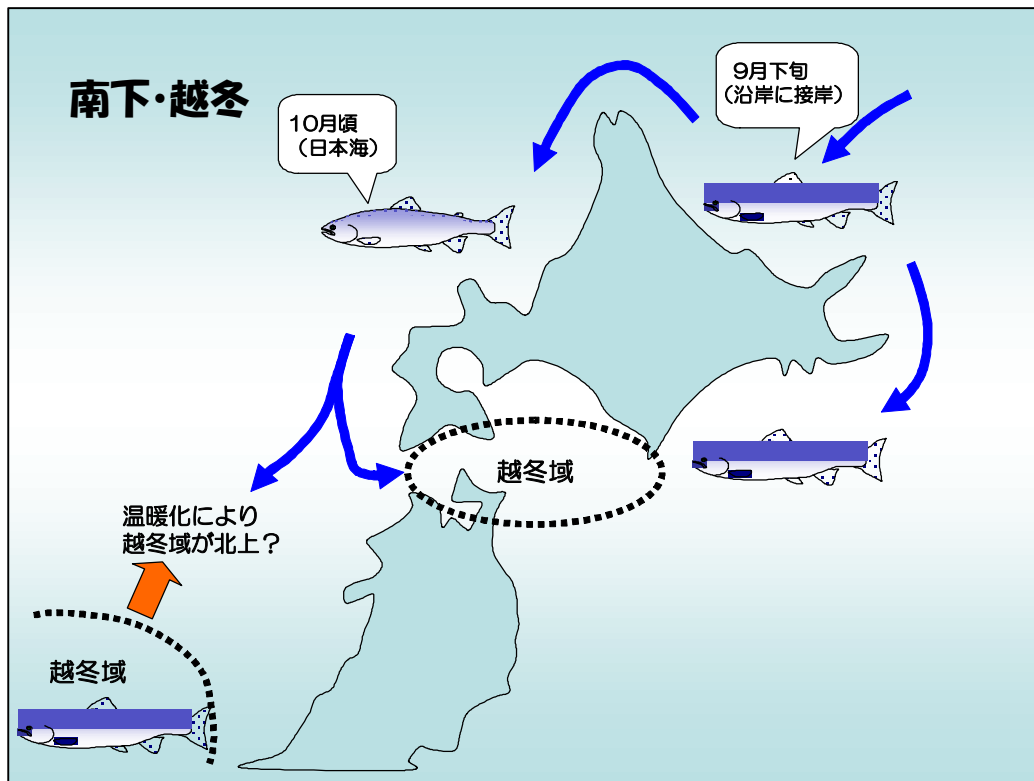 南下・越冬
9月下旬
(沿岸に接岸)
10月頃
(日本海)
越冬域
温暖化により
越冬域が北上?
越冬域